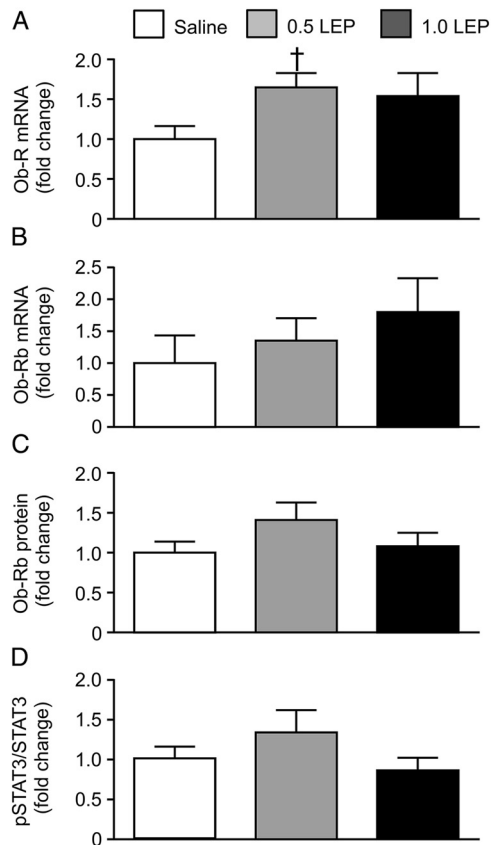 A
Saline
0.5 LEP
1.0 LEP
Ob-R mRNA
(fold change)
2.0
1.5
1.0
0.5
0
†
B
Ob-Rb mRNA
(fold change)
2.5
2.0
1.5
1.0
0.5
0
C
Ob-Rb protein
(fold change)
2.0
1.5
1.0
0.5
0
D
pSTAT3/STAT3
(fold change)
2.0
1.5
1.0
0.5
0